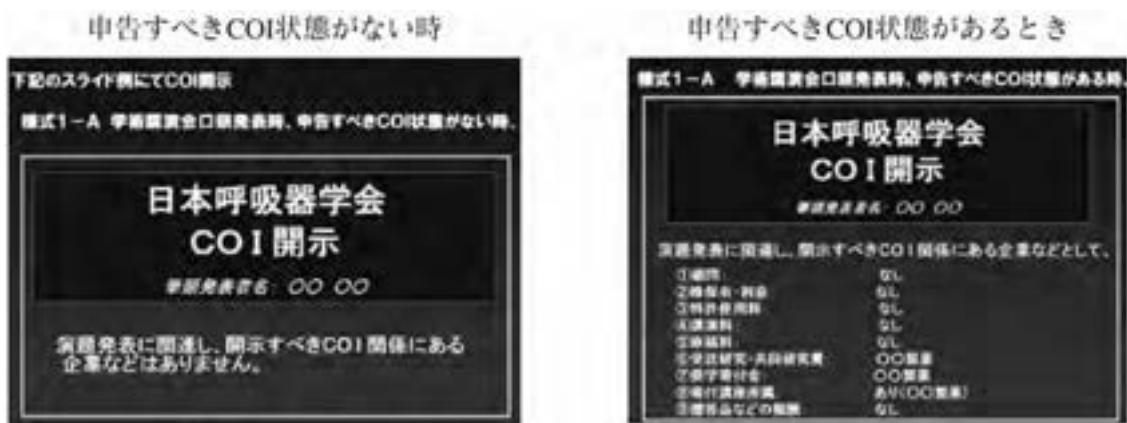 申告すべきCOI状態がない時
下記のスライド例にてCOI開示
様式1-A 学術講演会口頭発表時、申告すべきCOI状態がない時、
日本呼吸器学会
COI開示
筆頭発表者名: 〇〇 〇〇
演題発表に関連し、開示すべきCOI関係にある
企業などはありません。
申告すべきCOI状態があるとき
様式1-A 学術講演会口頭発表時、申告すべきCOI状態がある時、
日本呼吸器学会
COI開示
筆頭発表者名: 〇〇 〇〇
演題発表に関連し、開示すべきCOI関係にある企業などとして、
①顧問 なし
②株保有・利益 なし
③特許使用料 なし
④講演料 なし
⑤原稿料 なし
⑥受託研究・共同研究費 〇〇製薬
⑦奨学寄付金 〇〇製薬
⑧寄付講座所属 あり(〇〇製薬)
⑨贈答品などの報酬 なし